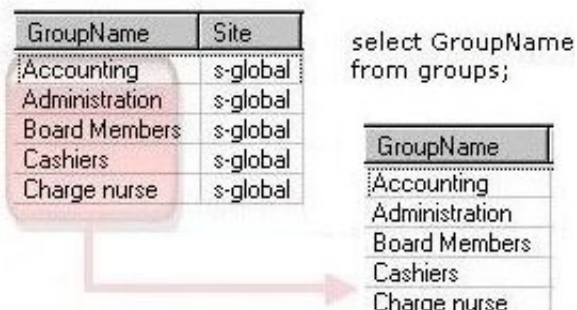 GroupName Site
Accounting s-global
Administration s-global
Board Members s-global
Cashiers s-global
Charge nurse s-global
select GroupName
from groups;
GroupName
Accounting
Administration
Board Members
Cashiers
Charge nurse